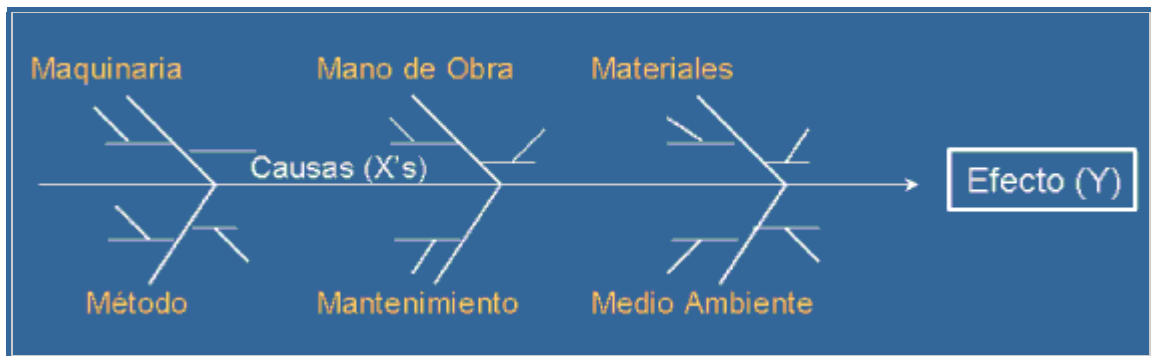 Maquinaria
Mano de Obra
Materiales
Causas (X's)
Efecto (Y)
Método
Mantenimiento
Medio Ambiente